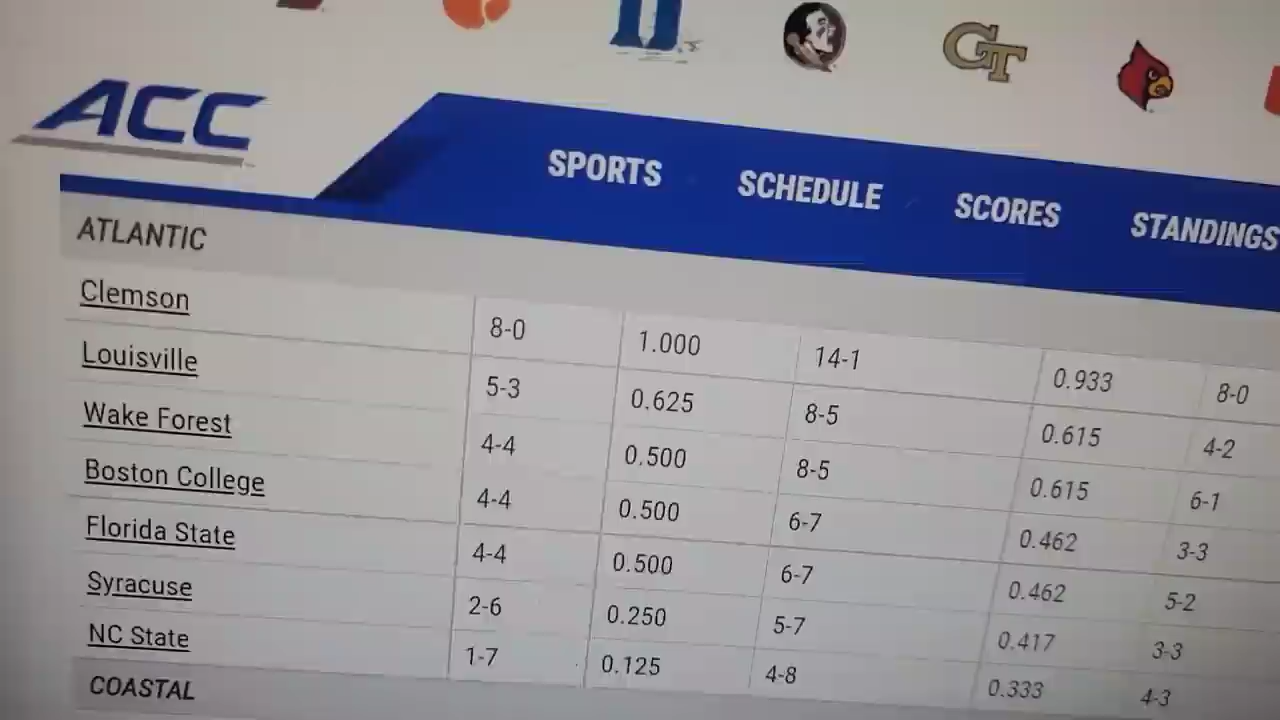 GT
ACC
SPORTS SCHEDULE SCORES STANDINGS
ATLANTIC
Clemson 8-0 1.000 14-1 0.933 8-0
Louisville 5-3 0.625 8-5 0.615 4-2
Wake Forest 4-4 0.500 8-5 0.615 6-1
Boston College 4-4 0.500 6-7 0.462 3-3
Florida State 4-4 0.500 6-7 0.462 5-2
Syracuse 2-6 0.250 5-7 0.417 3-3
NC State 1-7 0.125 4-8 0.333 4-3
COASTAL